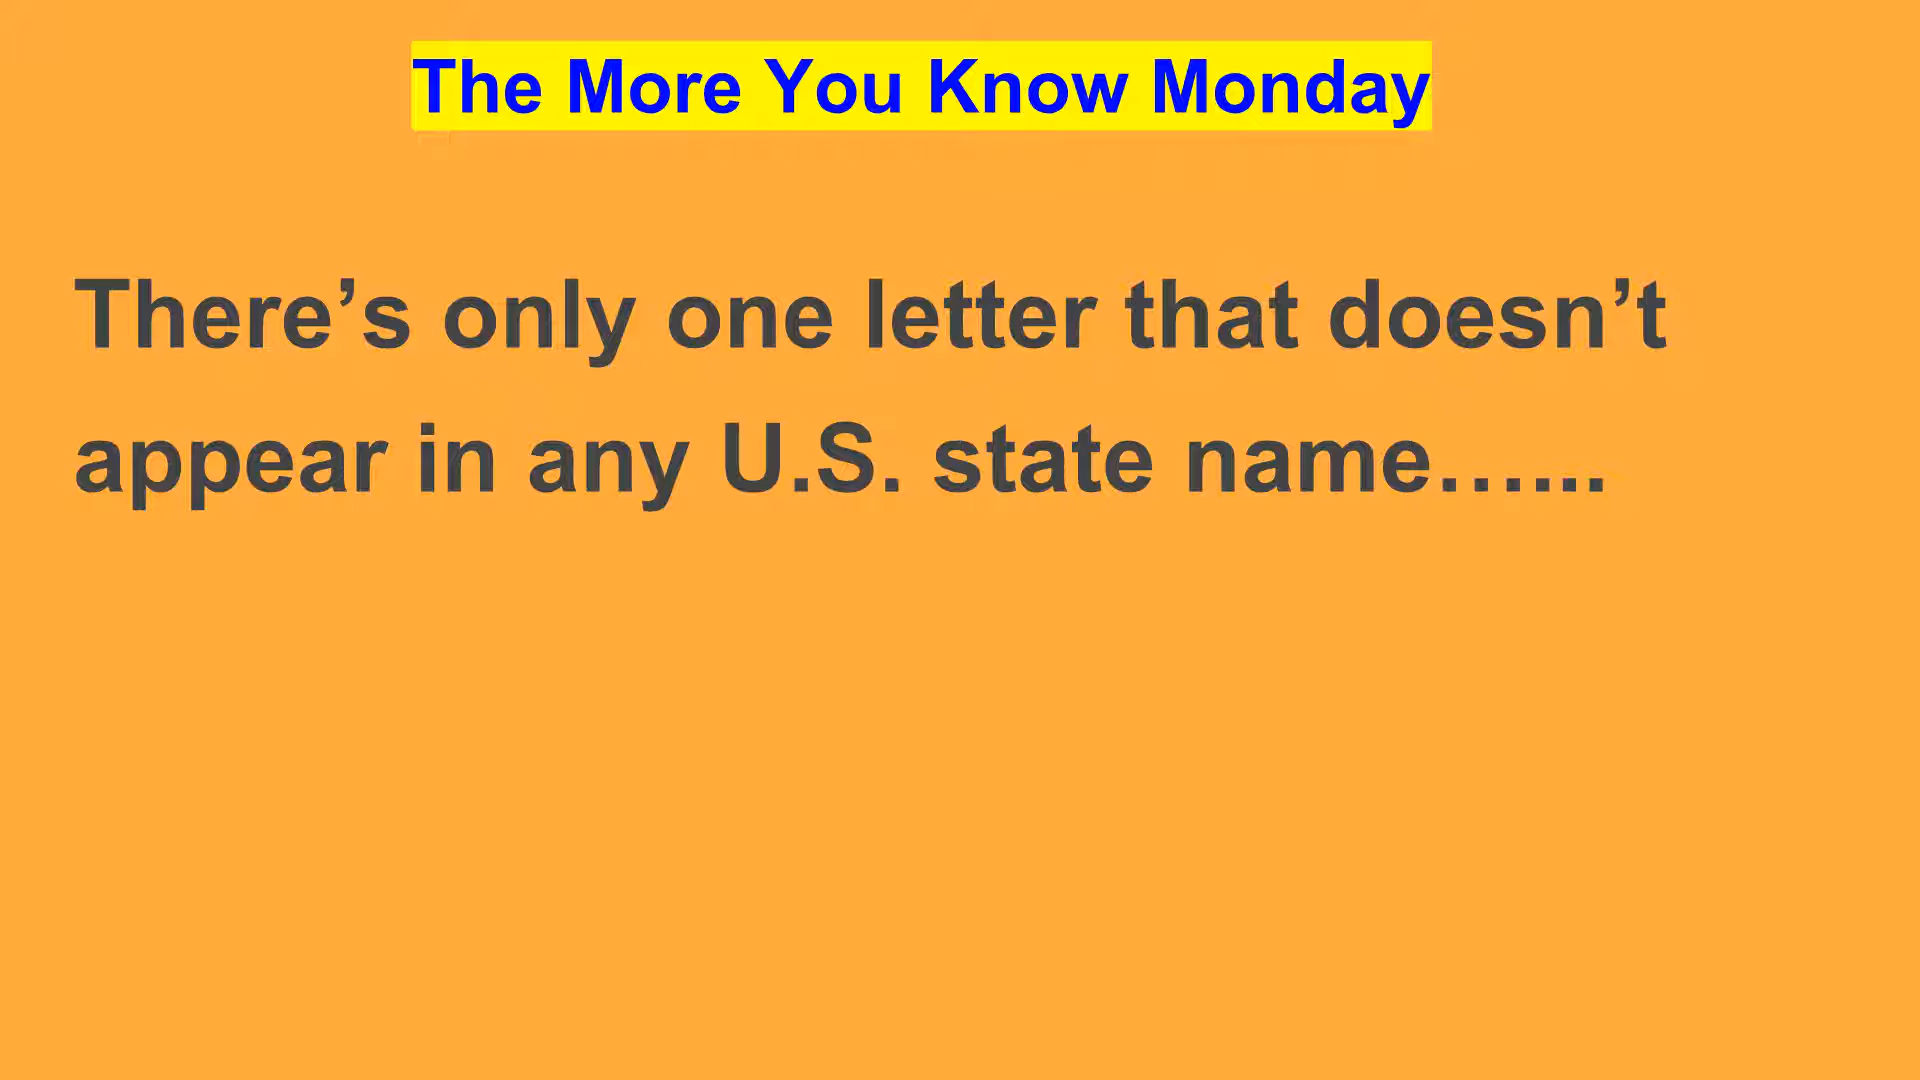 The More You Know Monday
There’s only one letter that doesn’t
appear in any U.S. state name…...